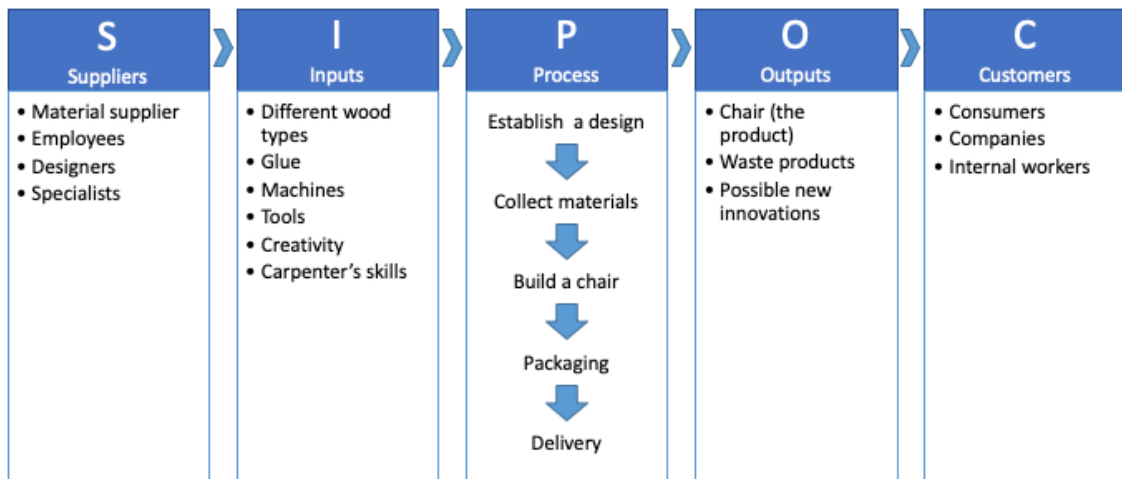 S
Suppliers
• Material supplier
• Employees
• Designers
• Specialists
I
Inputs
• Different wood
types
• Glue
• Machines
• Tools
• Creativity
• Carpenter’s skills
P
Process
Establish a design
Collect materials
Build a chair
Packaging
Delivery
O
Outputs
• Chair (the
product)
• Waste products
• Possible new
innovations
C
Customers
• Consumers
• Companies
• Internal workers